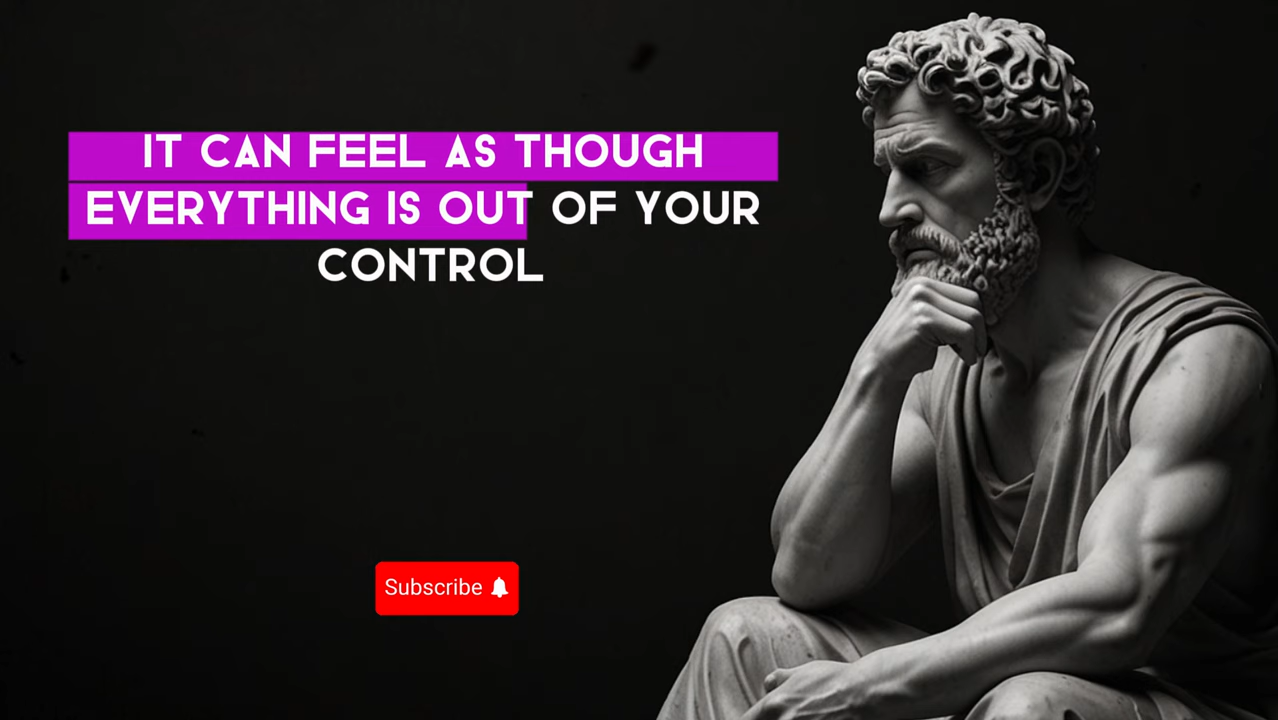 IT CAN FEEL AS THOUGH
EVERYTHING IS OUT OF YOUR
CONTROL
Subscribe